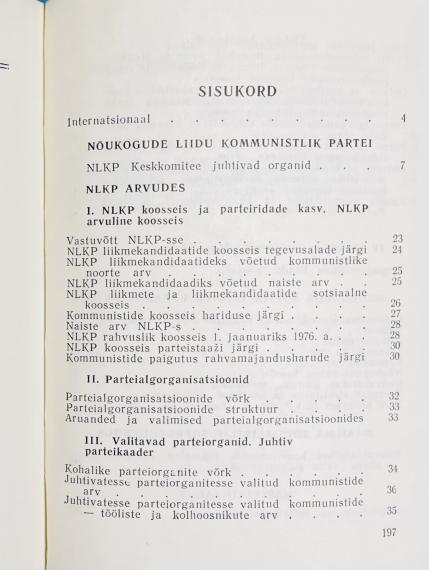 SISUKORD
Internatsionaal . . . . . . . . 4
NÕUKOGUDE LIIDU KOMMUNISTLIK PARTEI
NLKP Keskkomitee juhtivad organid . . . 7
NLKP ARVUDES
I. NLKP koosseis ja parteiridade kasv. NLKP
arvuline koosseis
Vastuvõtt NLKP-sse . . . . . . . 23
NLKP liikmekandidaatide koosseis tegevusalade järgi 24
NLKP liikmekandidaatideks võetud kommunistlike
noorte arv . . . . . . . . 25
NLKP liikmekandidaadiks võetud naiste arv . . 25
NLKP liikmete ja liikmekandidaatide sotsiaalne
koosseis . . . . . . . . . 26
Kommunistide koosseis hariduse järgi . . . . 27
Naiste arv NLKP-s . . . . . . . 28
NLKP rahvuslik koosseis 1. jaanuariks 1976. a. . . 28
NLKP koosseis parteistaaži järgi . . . . . 30
Kommunistide paigutus rahvamajandusharude järgi 30
II. Parteialgorganisatsioonid
Parteialgorganisatsioonide võrk . . . . . 32
Parteialgorganisatsioonide struktuur . . . . 33
Aruanded ja valimised parteialgorganisatsioonides 33
III. Valitavad parteiorganid. Juhtiv
parteikaader
Kohalike parteiorganite võrk . . . . . . 34
Juhtivatesse parteiorganitesse valitud kommunistide
arv . . . . . . . . . . 36
Juhtivatesse parteiorganitesse valitud kommunistide
— tööliste ja kolhoosnikute arv . . . . 35
197